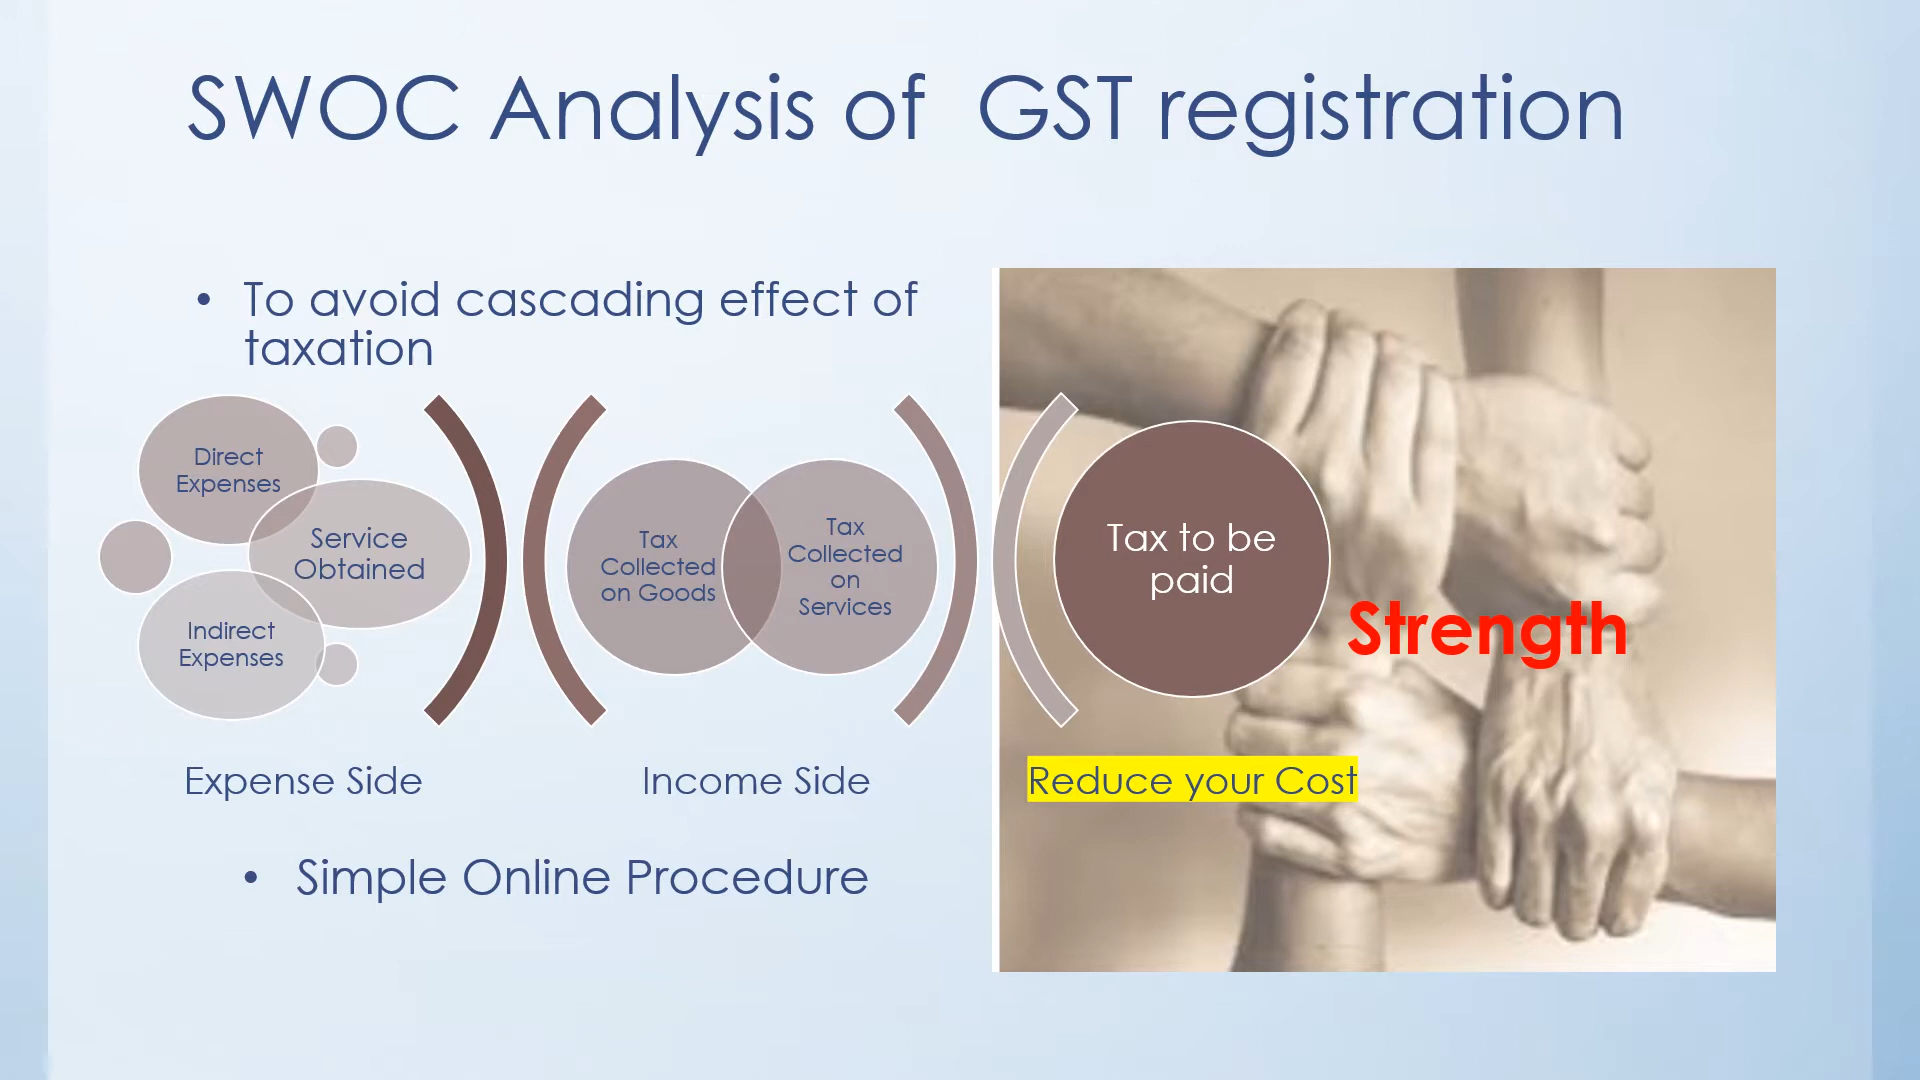 SWOC Analysis of  GST registration
• To avoid cascading effect of
taxation
Direct
Expenses
Service
Obtained
Indirect
Expenses
Tax
Collected
on Goods
Tax
Collected
on
Services
Tax to be
paid
Strength
Expense Side
Income Side
Reduce your Cost
• Simple Online Procedure